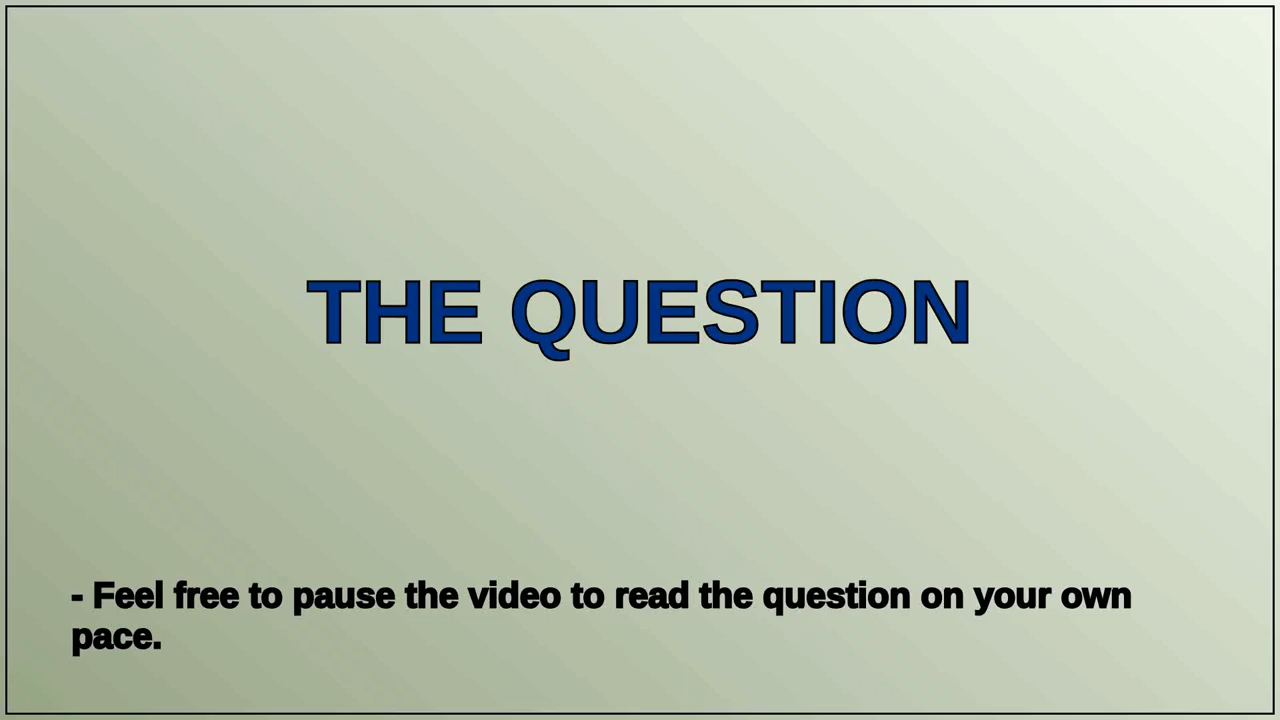 THE QUESTION
- Feel free to pause the video to read the question on your own
pace.